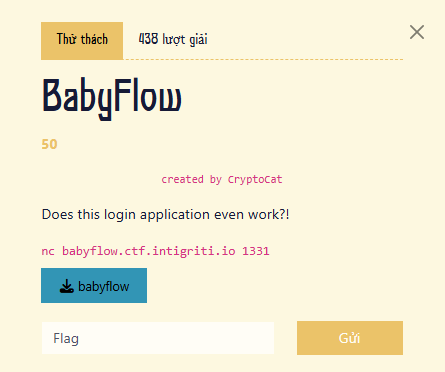 Thử thách 438 lượt giải
BabyFlow
50
created by CryptoCat
Does this login application even work?!
nc babyflow.ctf.intigriti.io 1331
babyflow
Flag Gửi